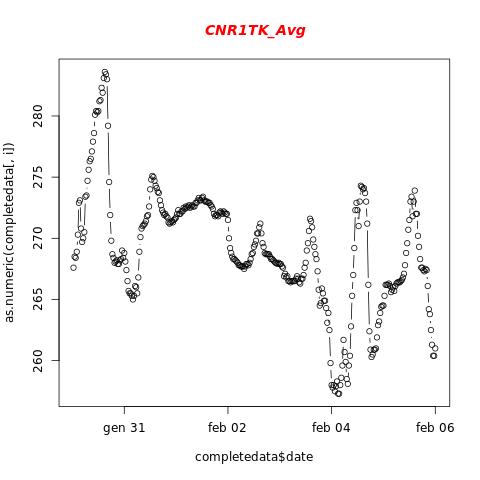 CNR1TK_Avg
as.numeric(completedata[, i])
280
275
270
265
260
gen 31
feb 02
feb 04
feb 06
completedata$date